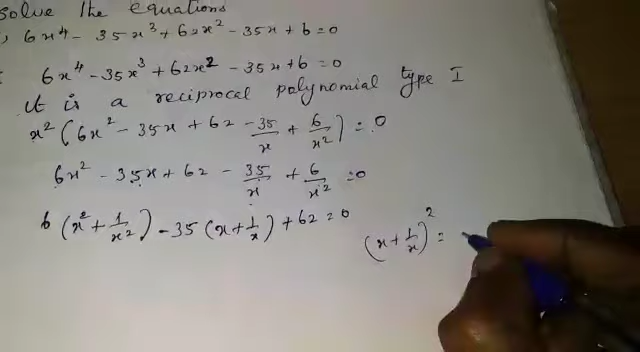 Solve the equations
), 6x⁴ - 35x³ + 62x² - 35x + 6 = 0
: 6x⁴ - 35x³ + 62x² - 35x + 6 = 0
it is a reciprocal polynomial type I
x² (6x² - 35x + 62 - 35/x + 6/x²) = 0
6x² - 35x + 62 - 35/x + 6/x² = 0
6 (x² + 1/x²) - 35 (x + 1/x) + 62 = 0
(x + 1/x)² =